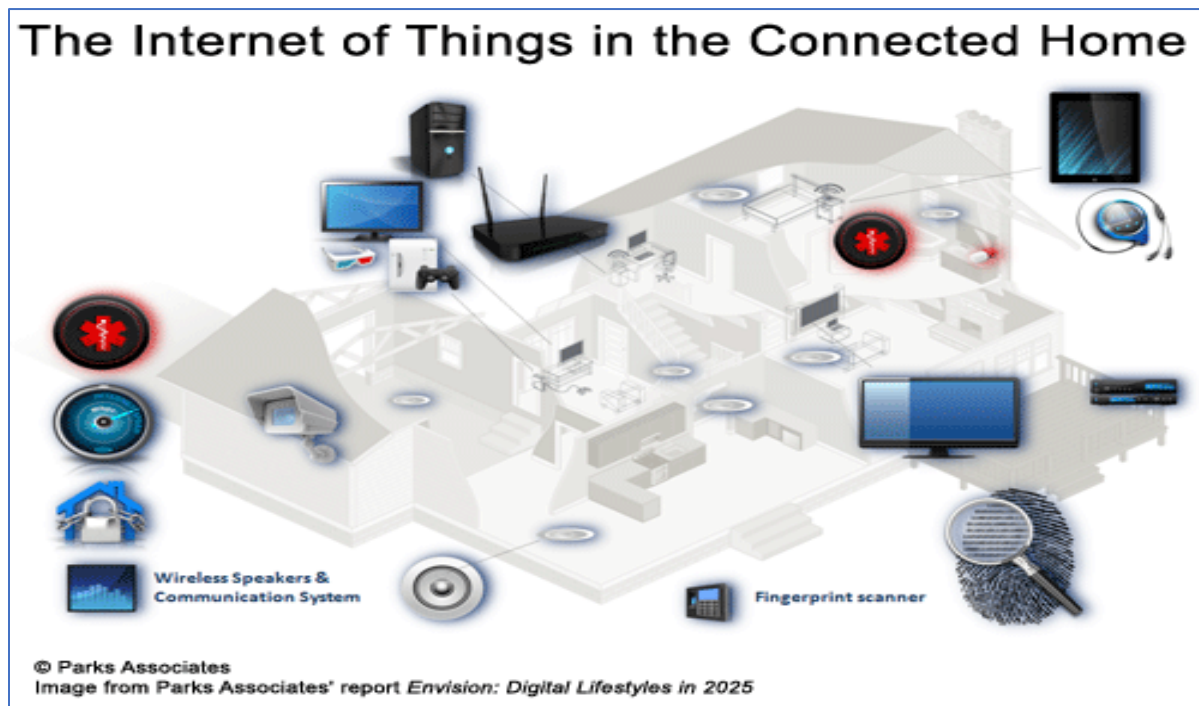 The Internet of Things in the Connected Home
Wireless Speakers &
Communication System
Fingerprint scanner
© Parks Associates
Image from Parks Associates' report Envision: Digital Lifestyles in 2025